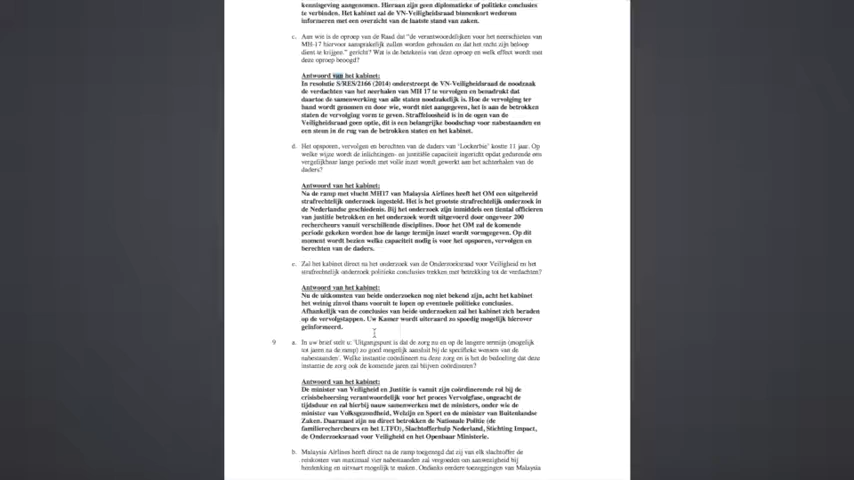 kennisgeving aangenomen. Hieraan zijn geen diplomatieke of politieke conclusies
te verbinden. Het kabinet zal de VN-Veiligheidsraad binnenkort wederom
informeren met een overzicht van de laatste stand van zaken.
c. Aan wie is de oproep van de Raad dat "de verantwoordelijken voor het neerschieten van
MH-17 hiervoor aansprakelijk zullen worden gehouden en dat het recht zijn beloop
dient te krijgen." gericht? Wat is de betekenis van deze oproep en welk effect wordt met
deze oproep beoogd?
Antwoord van het kabinet:
In resolutie S/RES/2166 (2014) onderstreept de VN-Veiligheidsraad de noodzaak
de verdachten van het neerhalen van MH 17 te vervolgen en benadrukt dat
daartoe de samenwerking van alle staten noodzakelijk is. Hoe de vervolging ter
hand wordt genomen en door wie, wordt niet aangegeven, het is aan de betrokken
staten de vervolging vorm te geven. Straffeloosheid is in de ogen van de
Veiligheidsraad geen optie, dit is een belangrijke boodschap voor nabestaanden en
een steun in de rug van de betrokken staten en het kabinet.
d. Het opsporen, vervolgen en berechten van de daders van 'Lockerbie' kostte 11 jaar. Op
welke wijze wordt de inlichtingen- en justitiële capaciteit ingericht opdat gedurende een
vergelijkbaar lange periode met volle inzet wordt gewerkt aan het achterhalen van de
daders?
Antwoord van het kabinet:
Na de ramp met vlucht MH17 van Malaysia Airlines heeft het OM een uitgebreid
strafrechtelijk onderzoek ingesteld. Het is het grootste strafrechtelijk onderzoek in
de Nederlandse geschiedenis. Bij het onderzoek zijn inmiddels een tiental officieren
van justitie betrokken en het onderzoek wordt uitgevoerd door ongeveer 200
rechercheurs vanuit verschillende disciplines. Door het OM zal de komende
periode gekeken worden hoe de lange termijn inzet wordt vormgegeven. Op dit
moment wordt bezien welke capaciteit nodig is voor het opsporen, vervolgen en
berechten van de daders.
e. Zal het kabinet direct na het onderzoek van de Onderzoeksraad voor Veiligheid en het
strafrechtelijk onderzoek politieke conclusies trekken met betrekking tot de verdachten?
Antwoord van het kabinet:
Nu de uitkomsten van beide onderzoeken nog niet bekend zijn, acht het kabinet
het weinig zinvol thans vooruit te lopen op eventuele politieke conclusies.
Afhankelijk van de conclusies van beide onderzoeken zal het kabinet zich beraden
op de vervolgstappen. Uw Kamer wordt uiteraard zo spoedig mogelijk hierover
geïnformeerd.
9 a. In uw brief stelt u: 'Uitgangspunt is dat de zorg nu en op de langere termijn (mogelijk
tot jaren na de ramp) zo goed mogelijk aansluit bij de specifieke wensen van de
nabestaanden'. Welke instantie coördineert nu deze zorg en is het de bedoeling dat deze
instantie de zorg ook de komende jaren zal blijven coördineren?
Antwoord van het kabinet:
De minister van Veiligheid en Justitie is vanuit zijn coördinerende rol bij de
crisisbeheersing verantwoordelijk voor het proces Vervolgfase, ongeacht de
tijdsduur en zal hierbij nauw samenwerken met de ministers, onder wie de
minister van Volksgezondheid, Welzijn en Sport en de minister van Buitenlandse
Zaken. Daarnaast zijn nu direct betrokken de Nationale Politie (de
familierechercheurs en het LTFO), Slachtofferhulp Nederland, Stichting Impact,
de Onderzoeksraad voor Veiligheid en het Openbaar Ministerie.
b. Malaysia Airlines heeft direct na de ramp toegezegd dat zij van elk slachtoffer de
reiskosten van maximaal vier nabestaanden zal vergoeden om aanwezigheid bij
herdenking en uitvaart mogelijk te maken. Ondanks eerdere toezeggingen van Malaysia